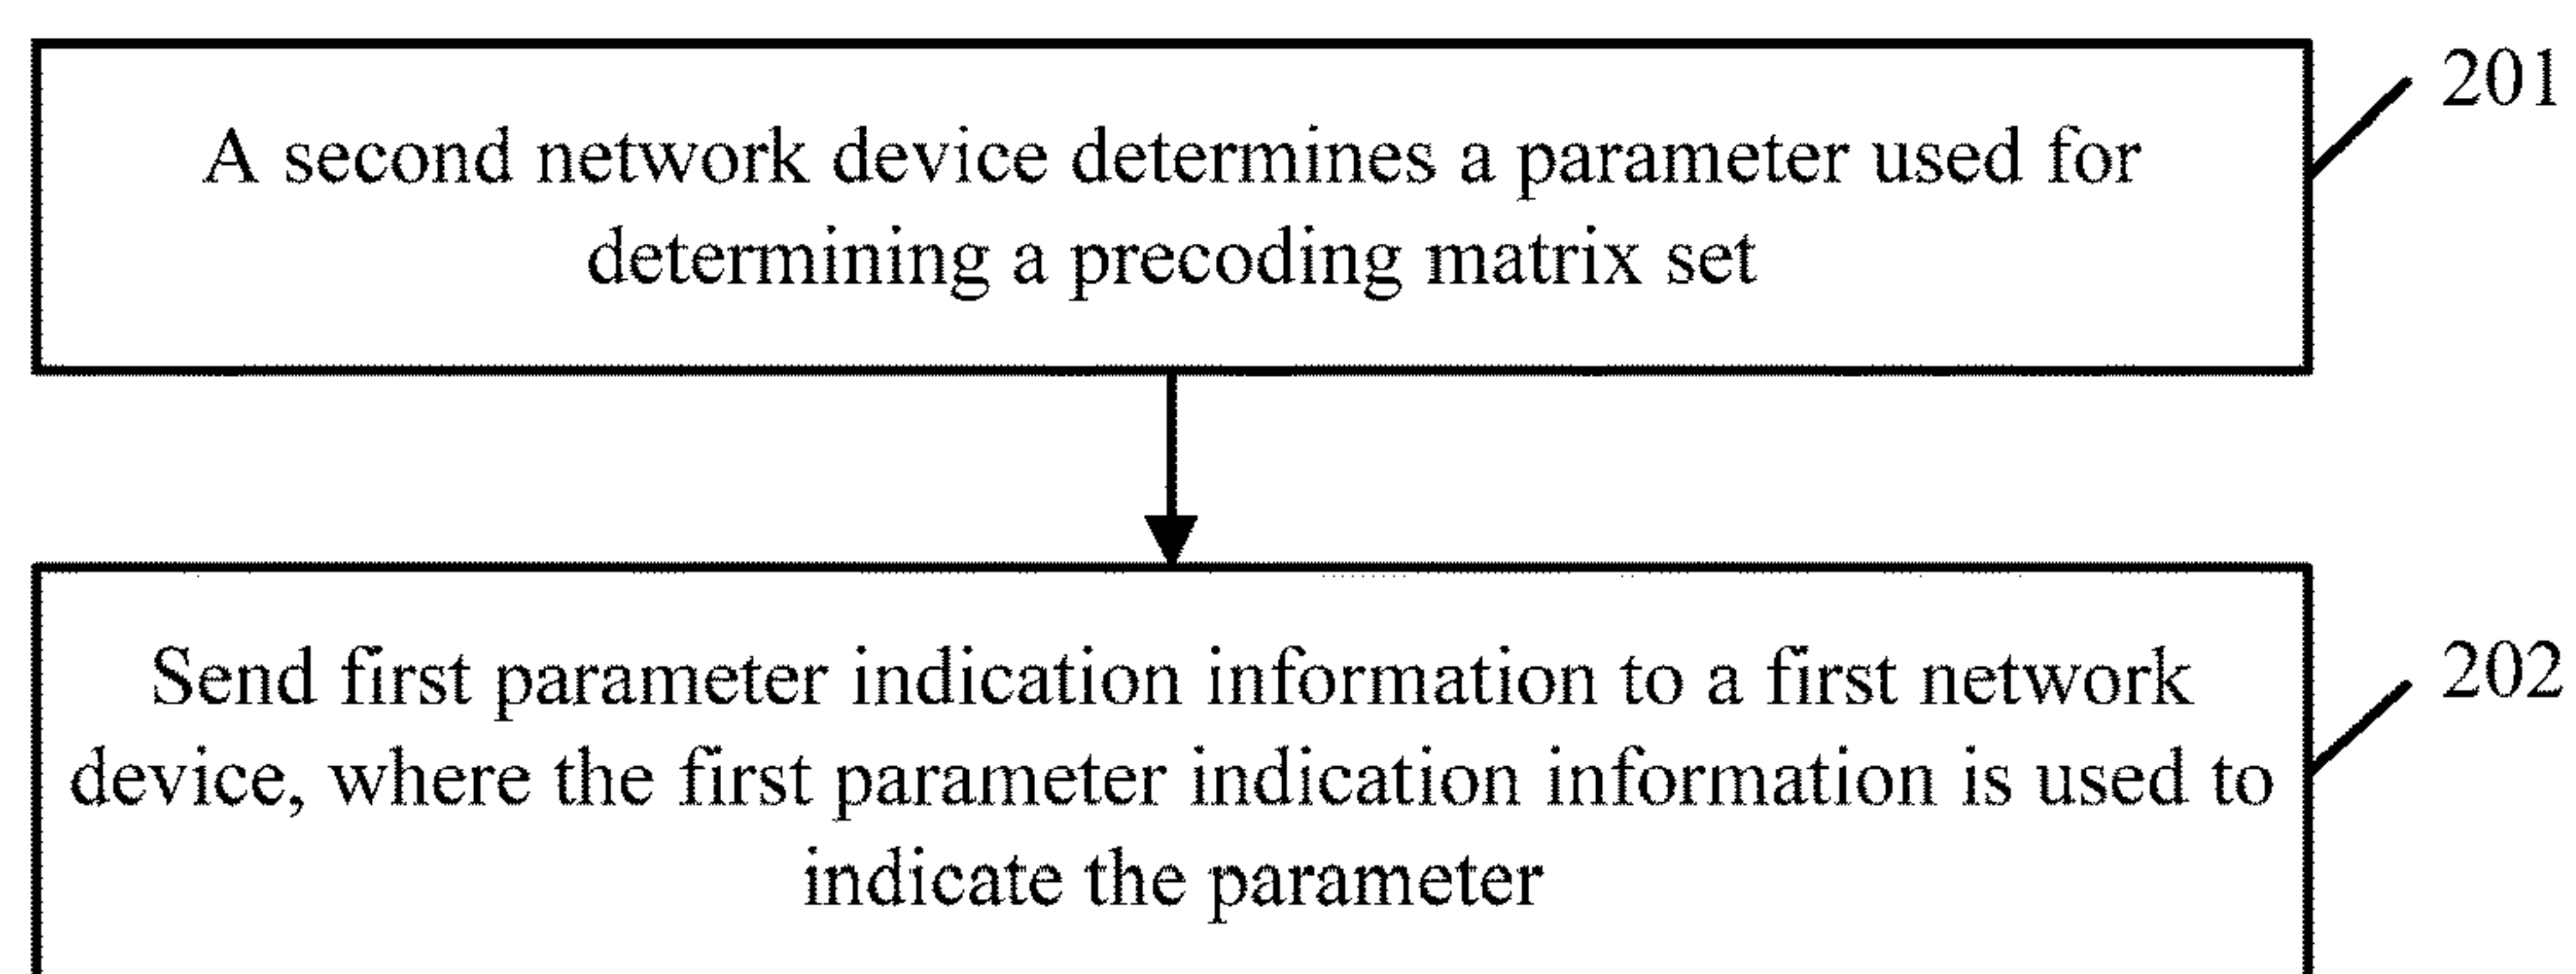 201
A second network device determines a parameter used for
determining a precoding matrix set
202
Send first parameter indication information to a first network
device, where the first parameter indication information is used to
indicate the parameter